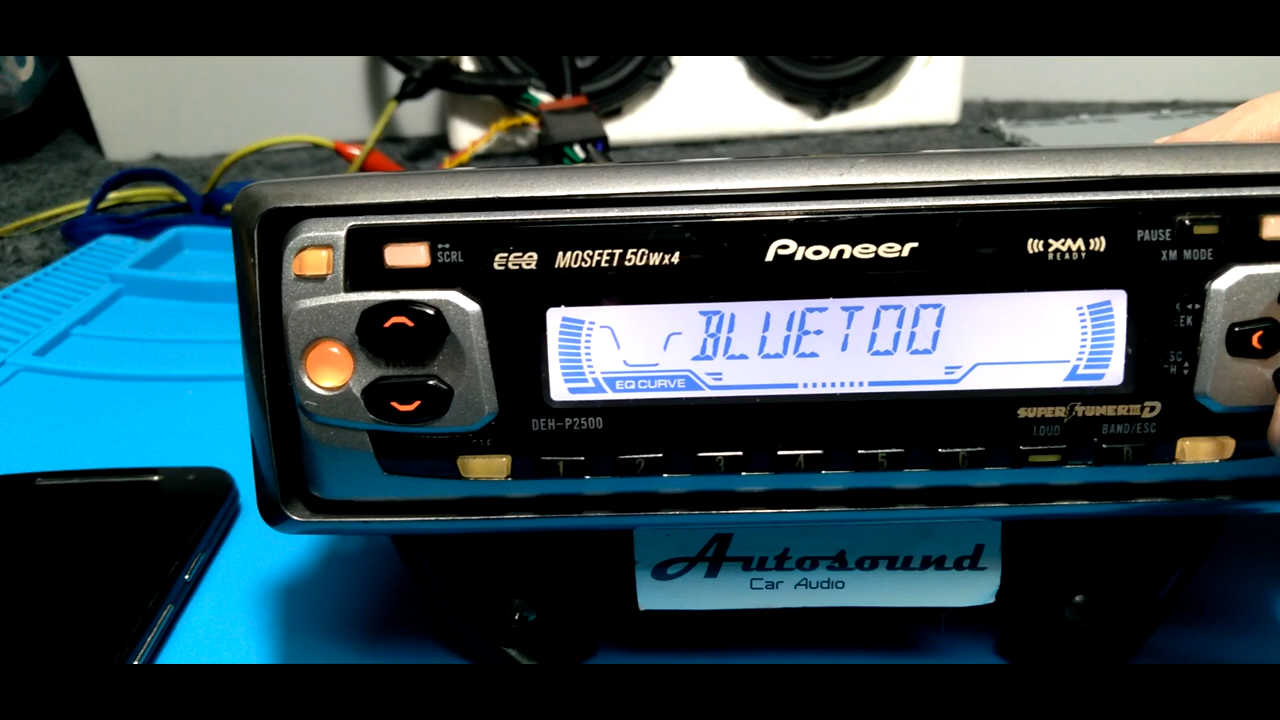 SCRL
EEQ MOSFET 50Wx4
Pioneer
XM
READY
PAUSE
XM MODE
BLUETOO
EQ CURVE
DEH-P2500
SUPER TUNER III D
LOUD
BAND/ESC
1 2 3 4 5 6
Autosound
Car Audio